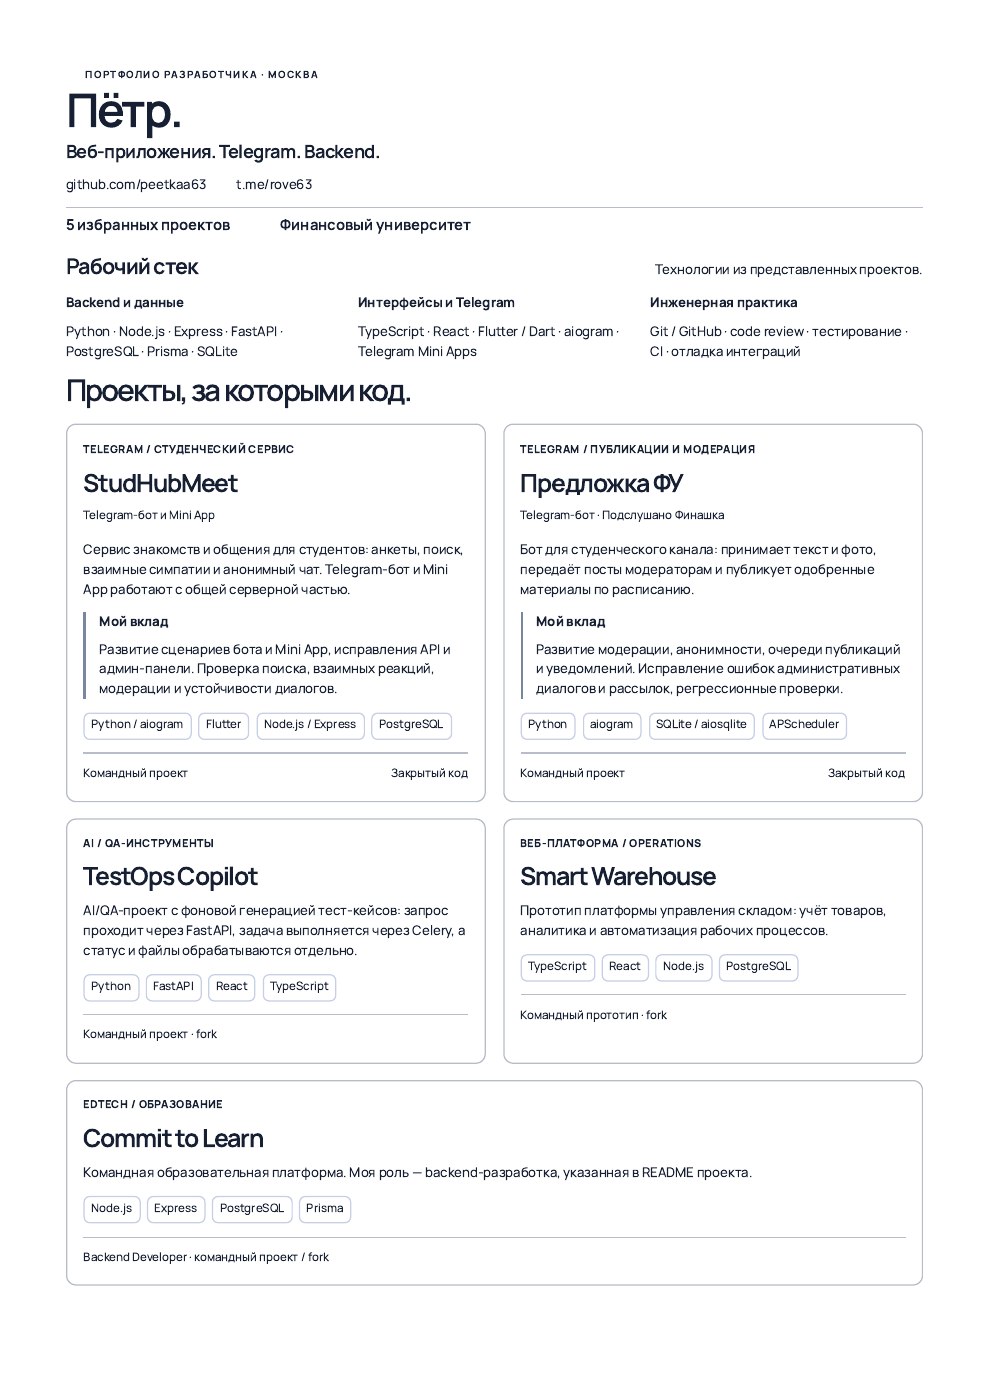 ПОРТФОЛИО РАЗРАБОТЧИКА · МОСКВА
Пётр.
Веб-приложения. Telegram. Backend.
github.com/peetkaa63 t.me/rove63
5 избранных проектов Финансовый университет
Рабочий стек
Технологии из представленных проектов.
Backend и данные
Python · Node.js · Express · FastAPI ·
PostgreSQL · Prisma · SQLite
Интерфейсы и Telegram
TypeScript · React · Flutter / Dart · aiogram ·
Telegram Mini Apps
Инженерная практика
Git / GitHub · code review · тестирование ·
CI · отладка интеграций
Проекты, за которыми код.
TELEGRAM / СТУДЕНЧЕСКИЙ СЕРВИС
StudHubMeet
Telegram-бот и Mini App
Сервис знакомств и общения для студентов: анкеты, поиск,
взаимные симпатии и анонимный чат. Telegram-бот и Mini
App работают с общей серверной частью.
Мой вклад
Развитие сценариев бота и Mini App, исправления API и
админ-панели. Проверка поиска, взаимных реакций,
модерации и устойчивости диалогов.
Python / aiogram Flutter Node.js / Express PostgreSQL
Командный проект Закрытый код
TELEGRAM / ПУБЛИКАЦИИ И МОДЕРАЦИЯ
Предложка ФУ
Telegram-бот · Подслушано Финашка
Бот для студенческого канала: принимает текст и фото,
передаёт посты модераторам и публикует одобренные
материалы по расписанию.
Мой вклад
Развитие модерации, анонимности, очереди публикаций
и уведомлений. Исправление ошибок административных
диалогов и рассылок, регрессионные проверки.
Python aiogram SQLite / aiosqlite APScheduler
Командный проект Закрытый код
AI / QA-ИНСТРУМЕНТЫ
TestOps Copilot
AI/QA-проект с фоновой генерацией тест-кейсов: запрос
проходит через FastAPI, задача выполняется через Celery, а
статус и файлы обрабатываются отдельно.
Python FastAPI React TypeScript
Командный проект · fork
ВЕБ-ПЛАТФОРМА / OPERATIONS
Smart Warehouse
Прототип платформы управления складом: учёт товаров,
аналитика и автоматизация рабочих процессов.
TypeScript React Node.js PostgreSQL
Командный прототип · fork
EDTECH / ОБРАЗОВАНИЕ
Commit to Learn
Командная образовательная платформа. Моя роль — backend-разработка, указанная в README проекта.
Node.js Express PostgreSQL Prisma
Backend Developer · командный проект / fork